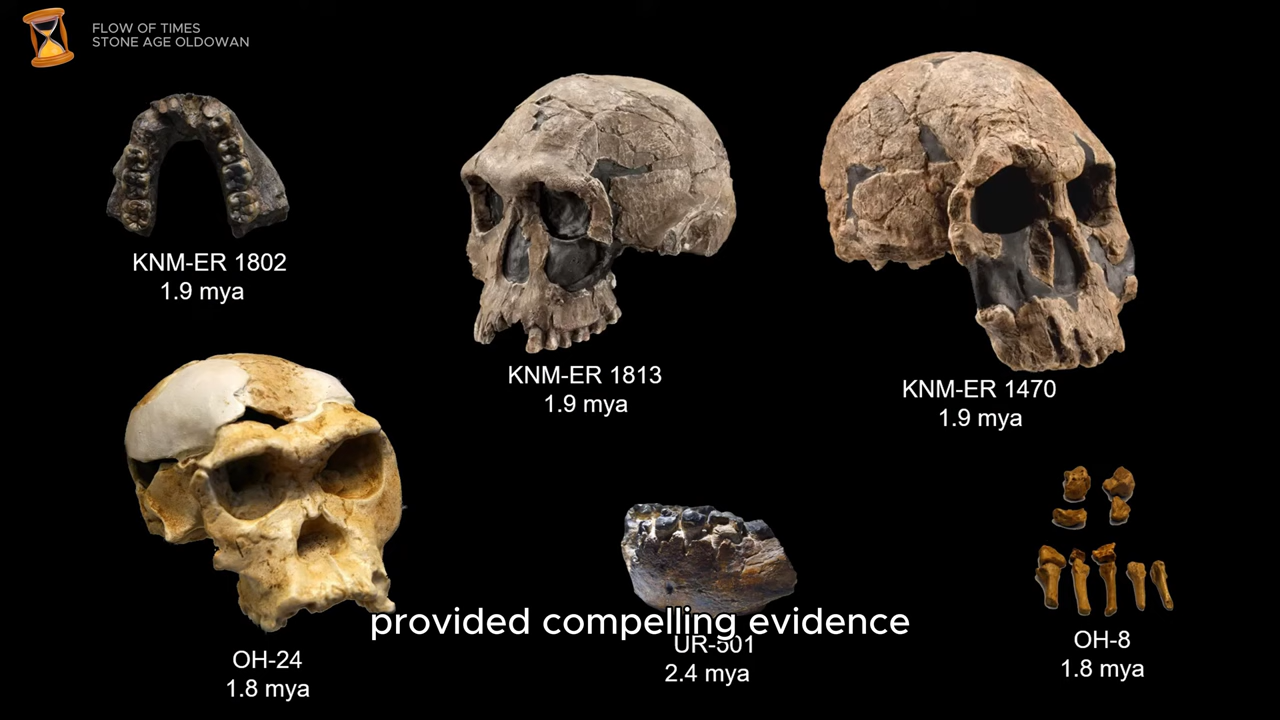 FLOW OF TIMES
STONE AGE OLDOWAN
KNM-ER 1802
1.9 mya
KNM-ER 1813
1.9 mya
KNM-ER 1470
1.9 mya
OH-24
1.8 mya
provided compelling evidence
UR-501
2.4 mya
OH-8
1.8 mya